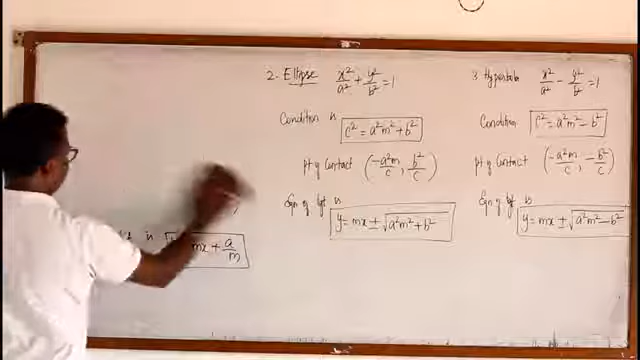 is mx + a/m
2. Ellipse x²/a² + y²/b² = 1
Condition is
c² = a²m² + b²
pt of contact (-a²m/c, b²/c)
Eqn of tgt is
y = mx ± √a²m² + b²
3 Hyperbola x²/a² - y²/b² = 1
Condition c² = a²m² - b²
pt of contact (-a²m/c, -b²/c)
Eqn of tgt is
y = mx ± √a²m² - b²